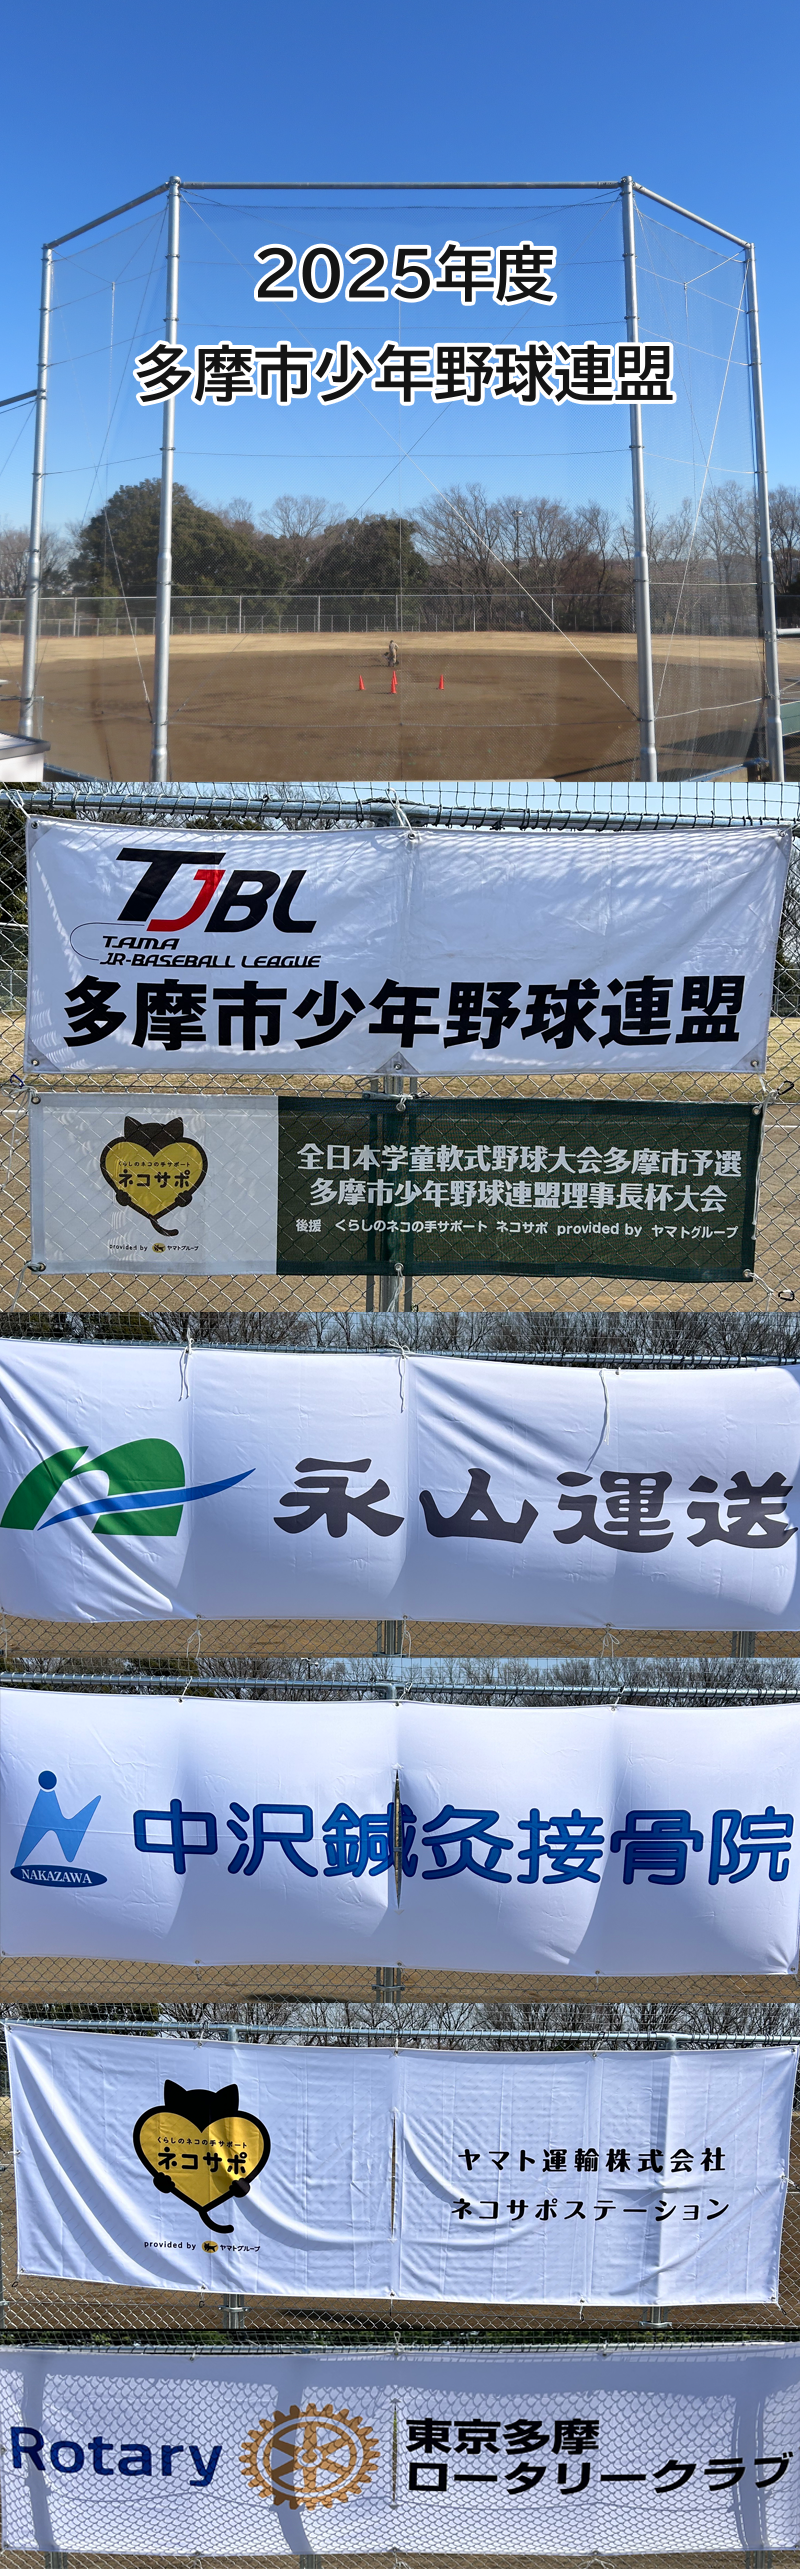 2025年度
多摩市少年野球連盟
TJBL
TAMA
JR-BASEBALL LEAGUE
多摩市少年野球連盟
くらしのネコの手サポート
ネコサポ
provided by ヤマトグループ
全日本学童軟式野球大会多摩市予選
多摩市少年野球連盟理事長杯大会
後援 くらしのネコの手サポート ネコサポ provided by ヤマトグループ
永山運送
NAKAZAWA
中沢鍼灸接骨院
くらしのネコの手サポート
ネコサポ
provided by ヤマトグループ
ヤマト運輸株式会社
ネコサポステーション
Rotary
東京多摩
ロータリークラブ